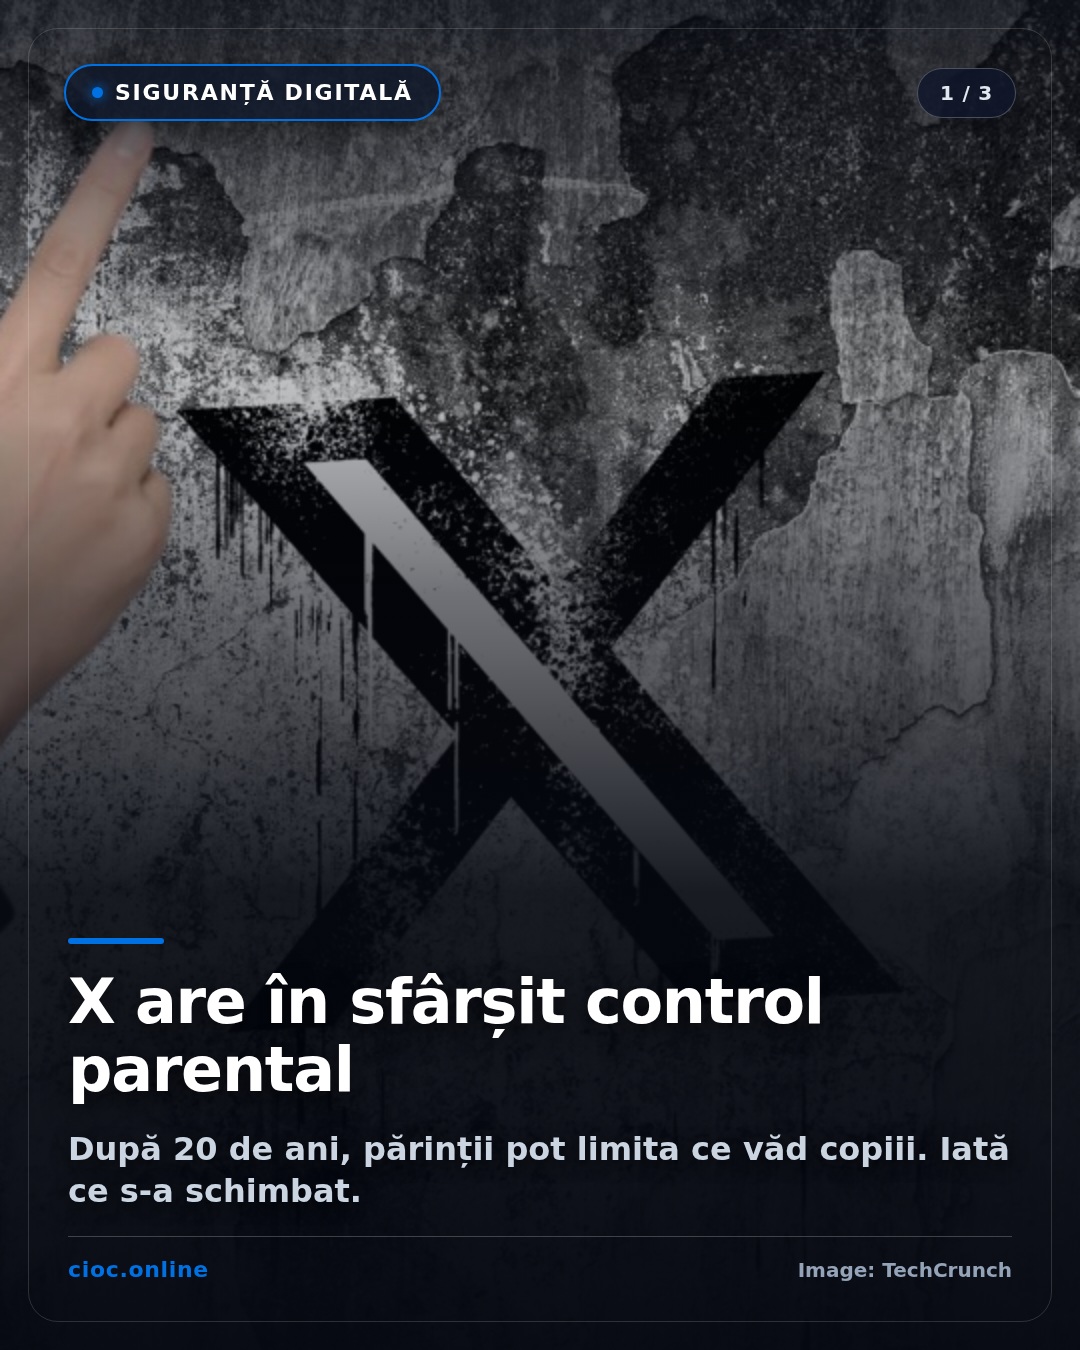 SIGURANȚĂ DIGITALĂ
1 / 3
X are în sfârșit control
parental
După 20 de ani, părinții pot limita ce văd copiii. Iată
ce s-a schimbat.
cioc.online
Image: TechCrunch